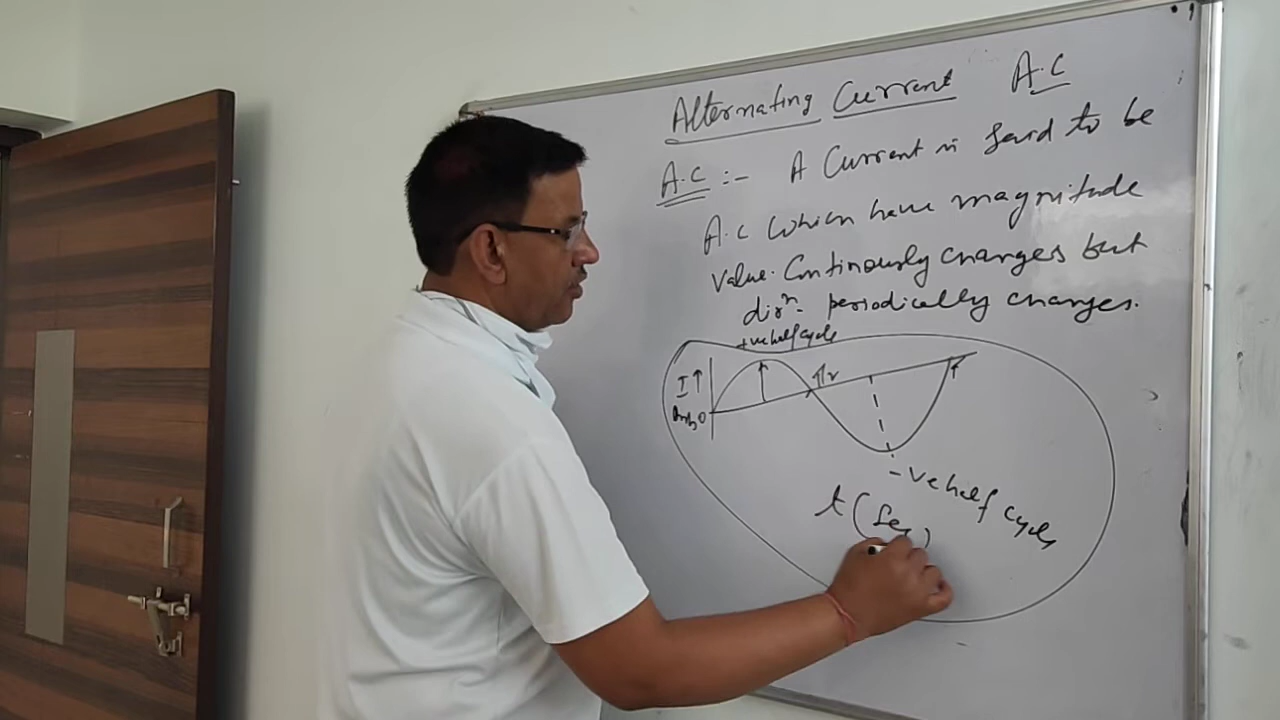 Alternating Current A.C
A.C :- A Current is said to be
A.C which have magnitude
value. Continously changes but
dirⁿ. periodically changes.
+ve half cycle
I↑
- ve half cycle
t (Sec)